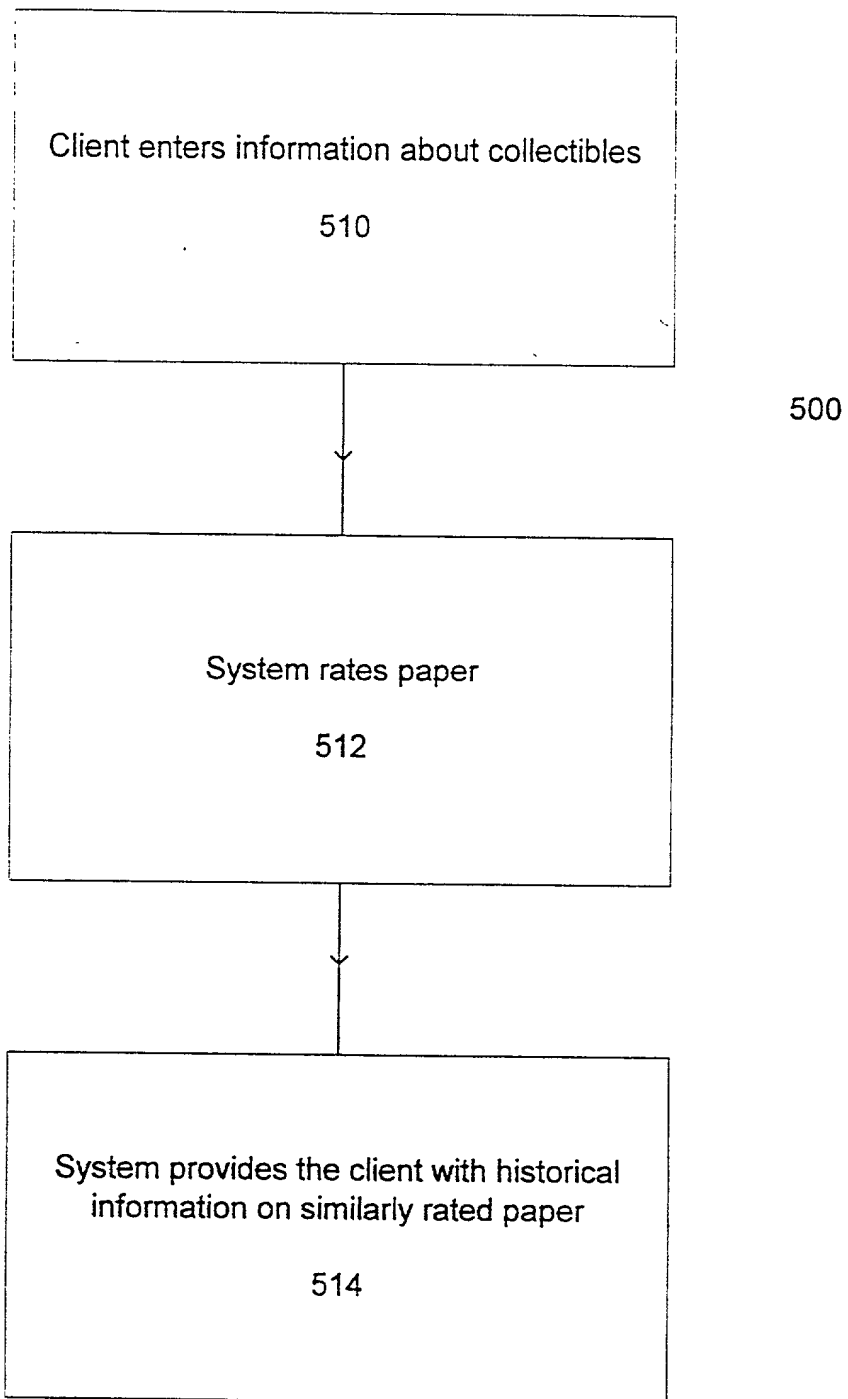 Client enters information about collectibles
510
500
System rates paper
512
System provides the client with historical
information on similarly rated paper
514